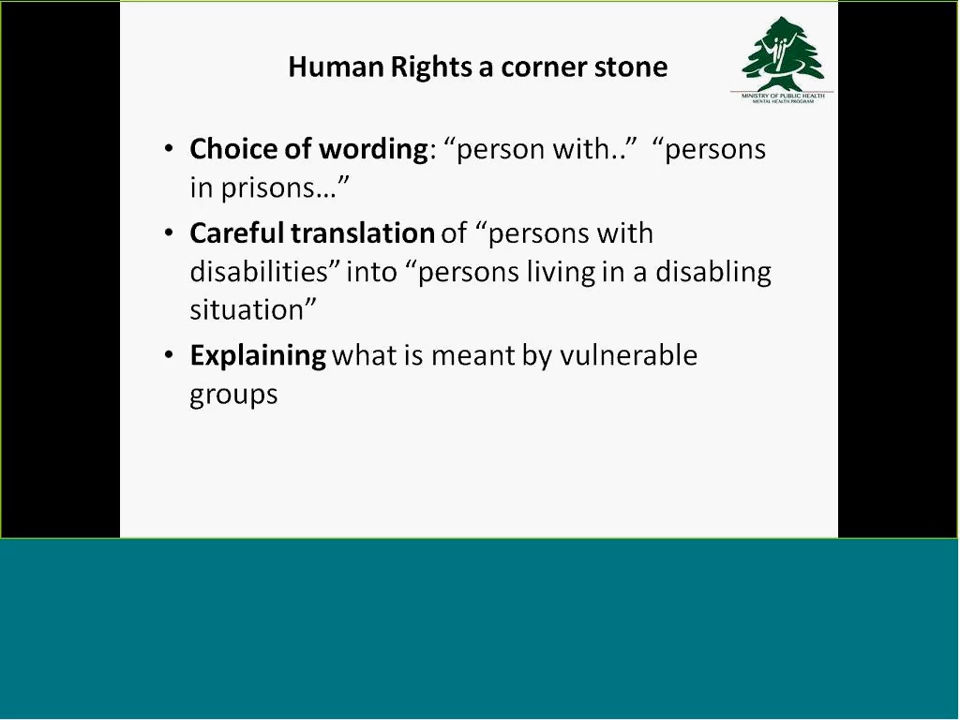 Human Rights a corner stone
MINISTRY OF PUBLIC HEALTH
MENTAL HEALTH PROGRAM
• Choice of wording: “person with..” “persons
in prisons…”
• Careful translation of “persons with
disabilities” into “persons living in a disabling
situation”
• Explaining what is meant by vulnerable
groups